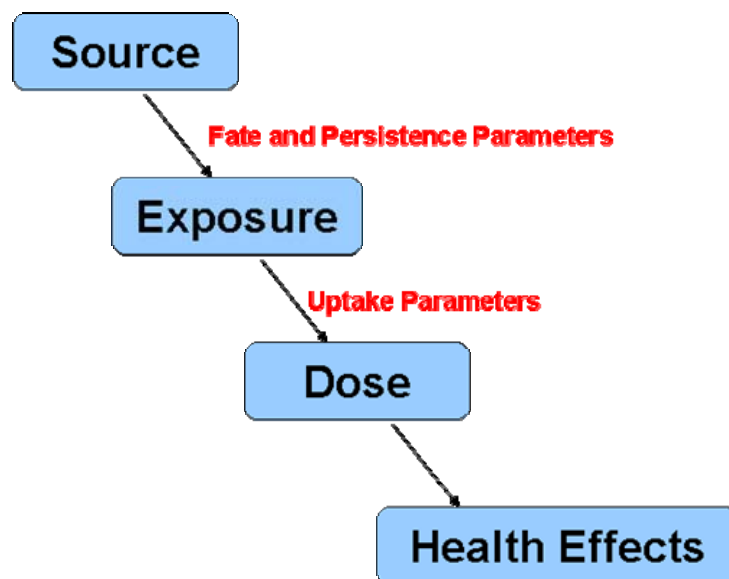 Source
Fate and Persistence Parameters
Exposure
Uptake Parameters
Dose
Health Effects